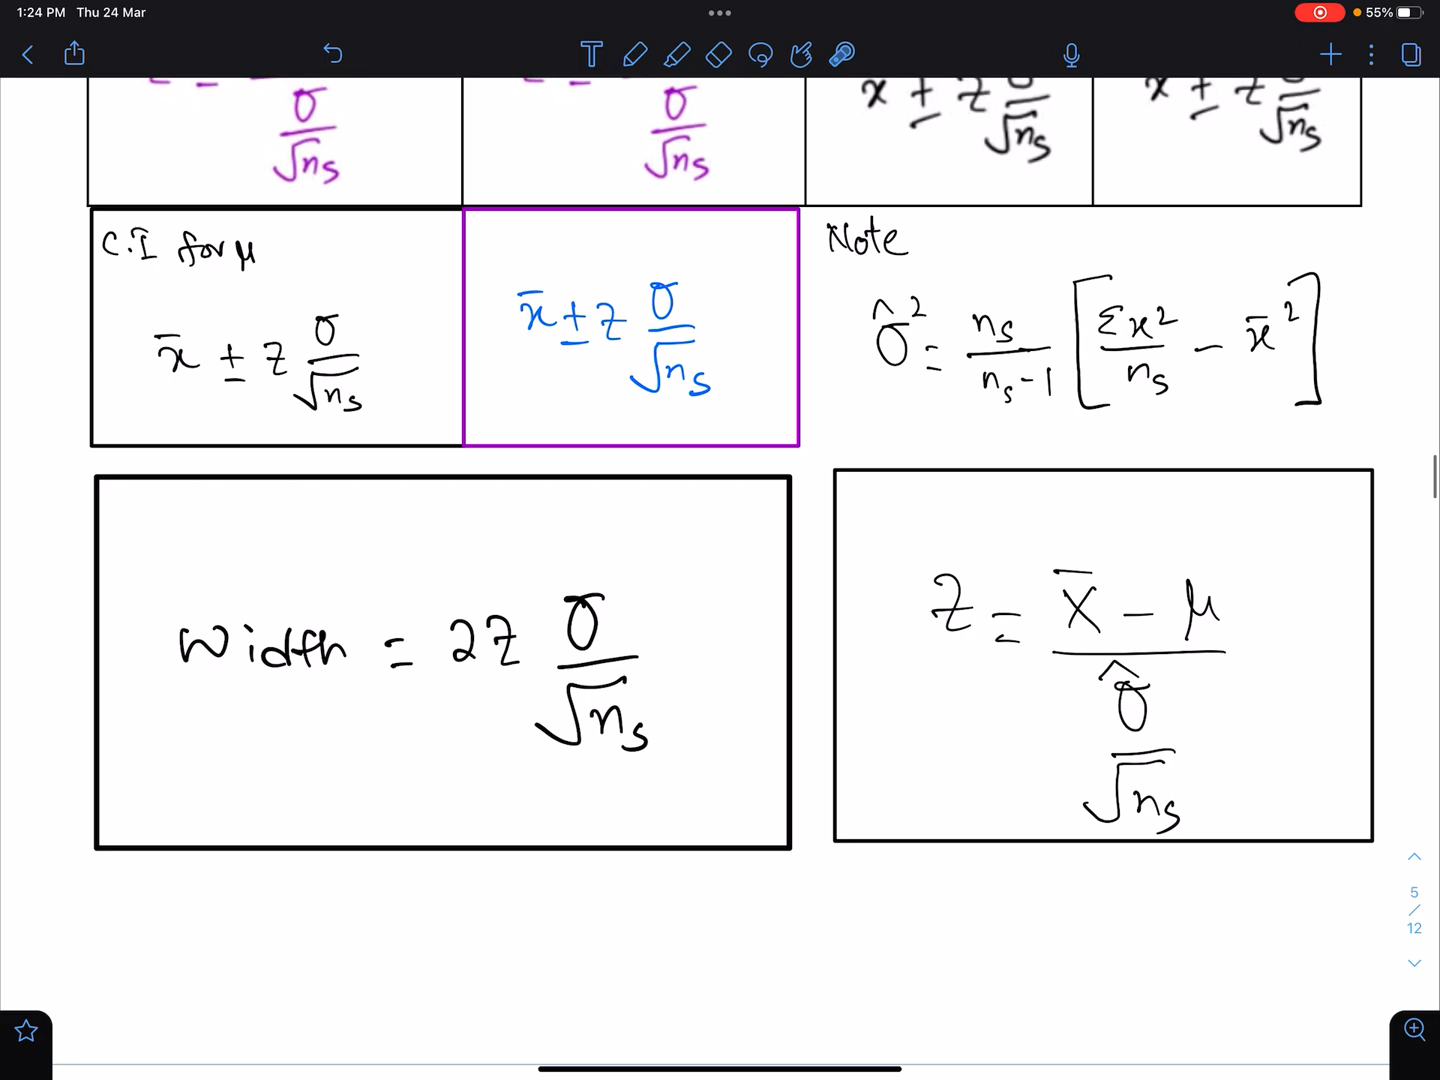 1:24 PM Thu 24 Mar
55%
σ
√nₛ
σ
√nₛ
x ± z
√nₛ
x ± z
√nₛ
C.I for μ
x̄ ± z σ/√nₛ
x̄ ± z σ/√nₛ
Note
σ̂² = nₛ/(nₛ-1) [Σx²/nₛ - x̄²]
Width = 2z σ/√nₛ
Z = (X̄ - μ)/(σ̂/√nₛ)
5
/
12